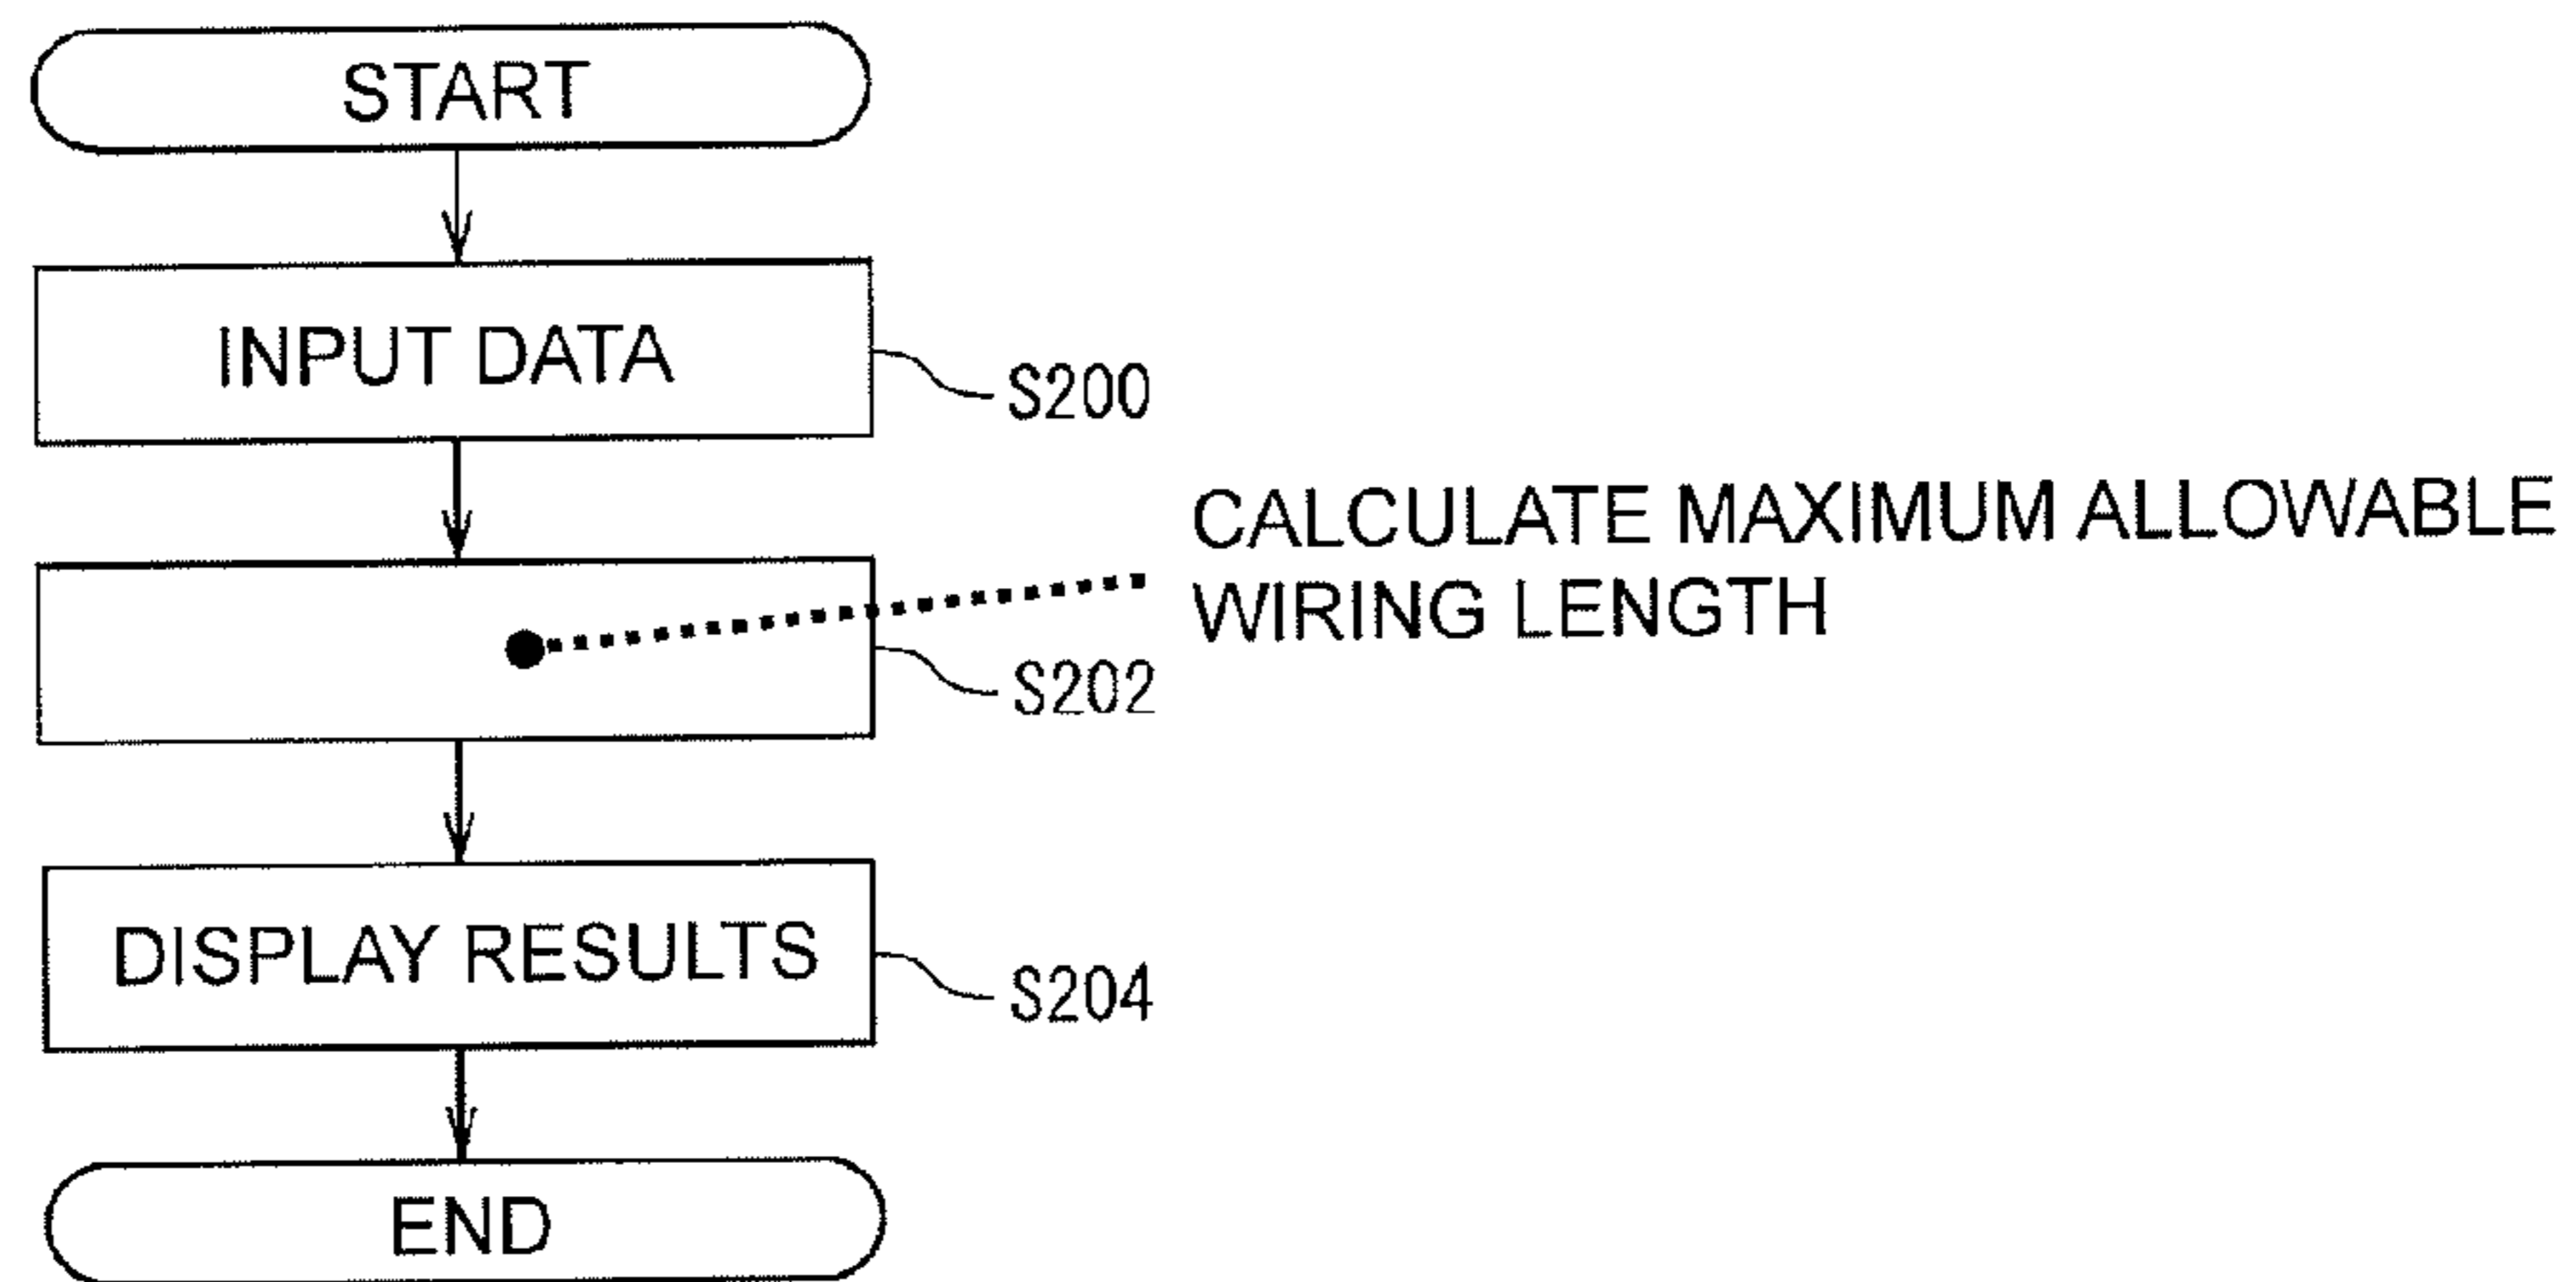 START
INPUT DATA
S200
CALCULATE MAXIMUM ALLOWABLE
WIRING LENGTH
S202
DISPLAY RESULTS
S204
END